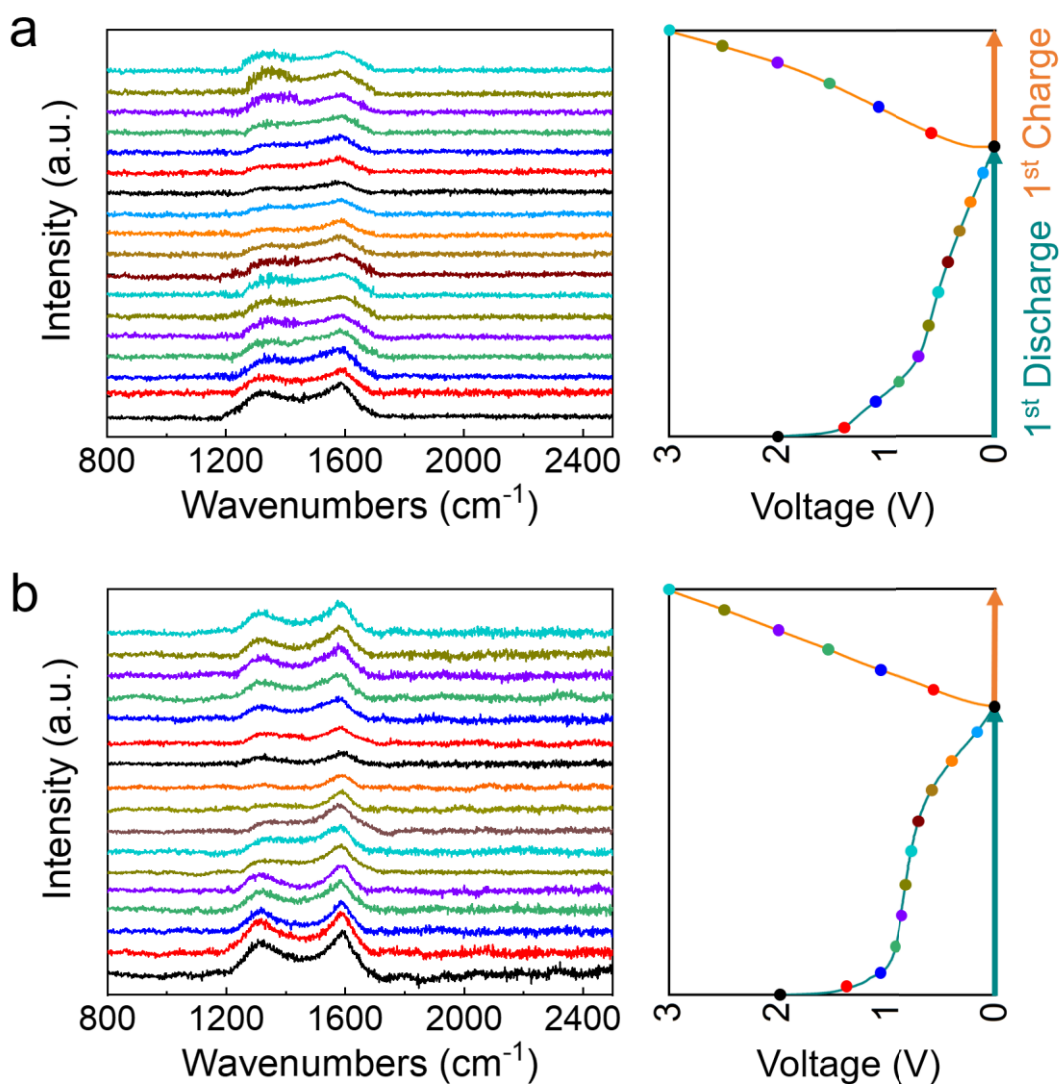 a
Intensity (a.u.)
800 1200 1600 2000 2400
Wavenumbers (cm⁻¹)
3 2 1 0
Voltage (V)
1ˢᵗ Discharge 1ˢᵗ Charge
b
Intensity (a.u.)
800 1200 1600 2000 2400
Wavenumbers (cm⁻¹)
3 2 1 0
Voltage (V)